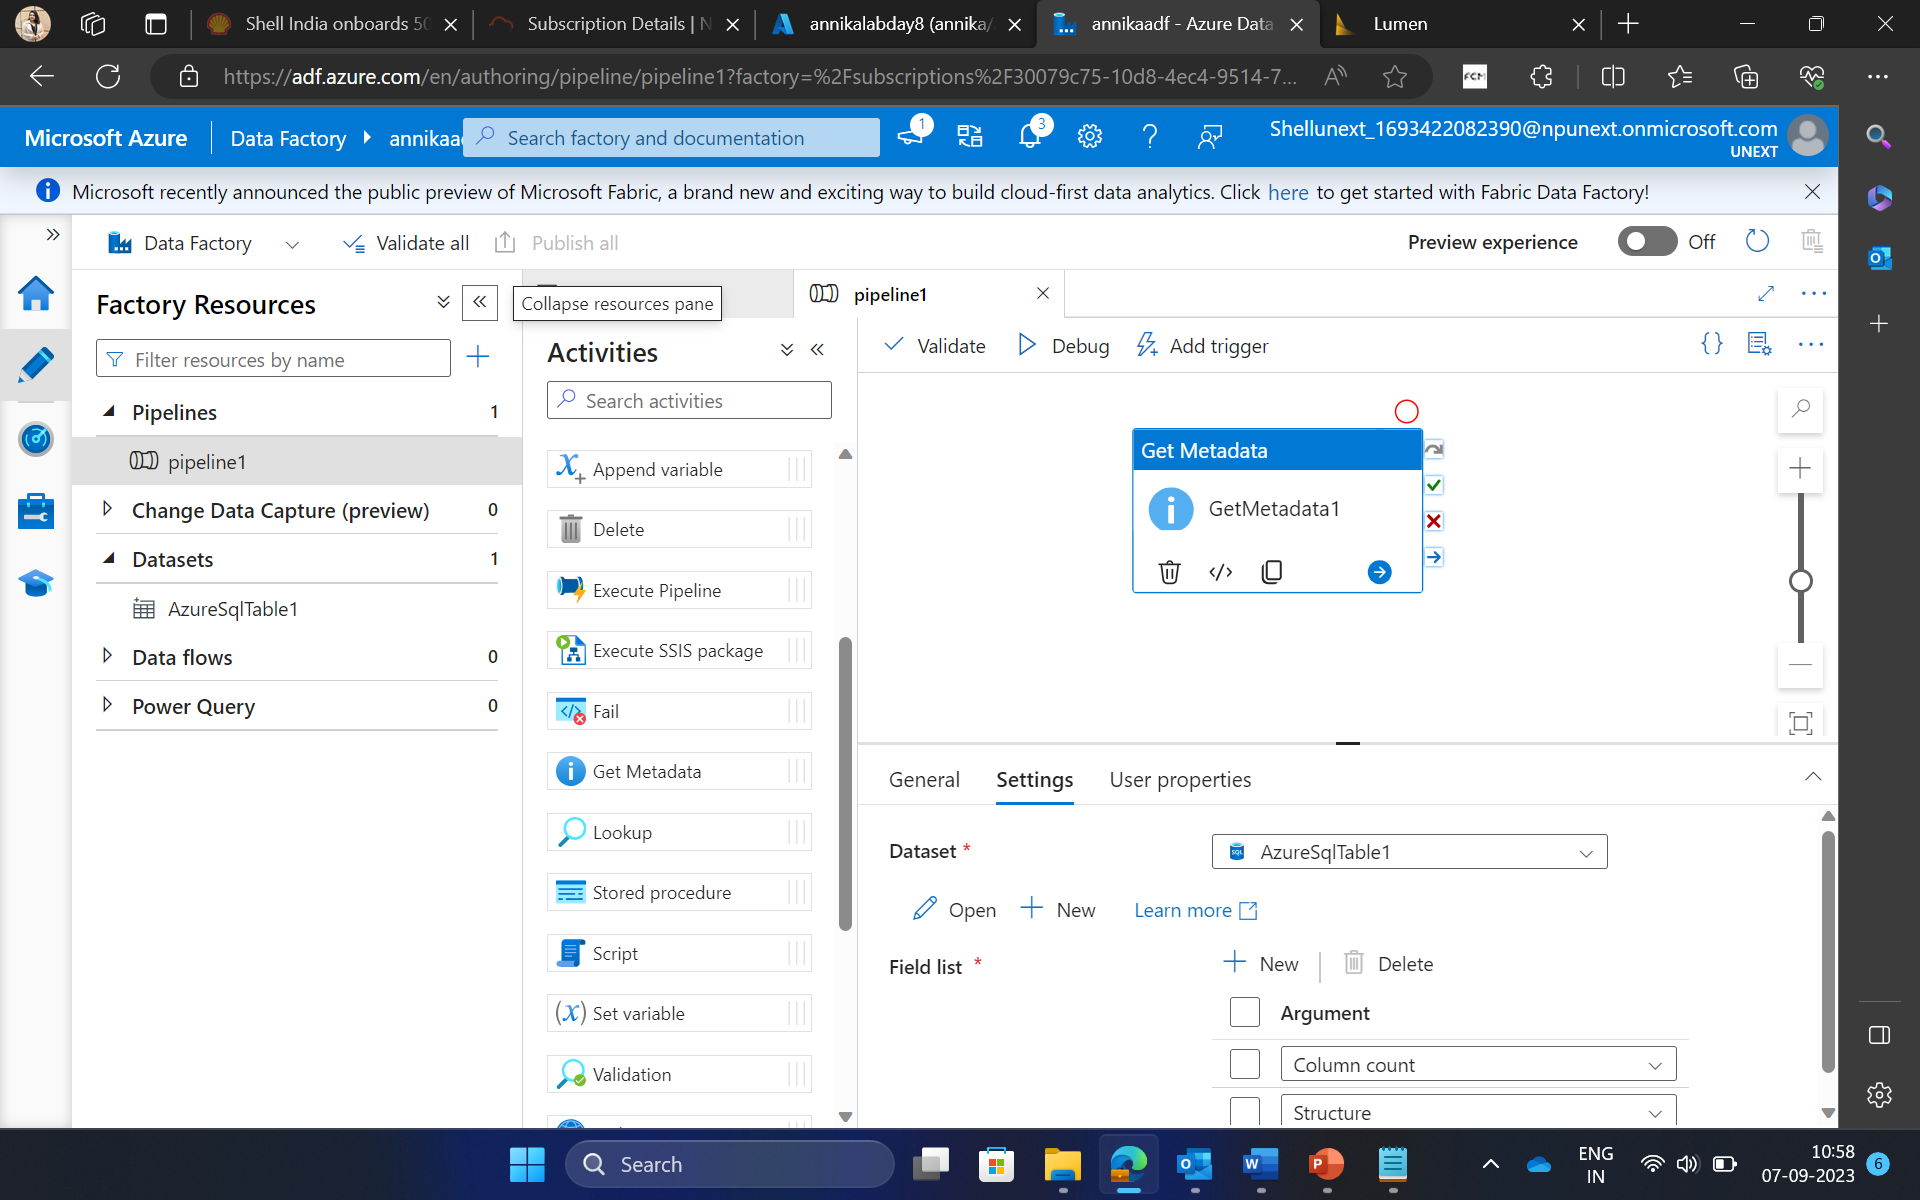 Shell India onboards 50
Subscription Details | N
annikalabday8 (annika/
annikaadf - Azure Data
Lumen
https://adf.azure.com/en/authoring/pipeline/pipeline1?factory=%2Fsubscriptions%2F30079c75-10d8-4ec4-9514-7...
FCM
Microsoft Azure
Data Factory
annikaa
Search factory and documentation
1
3
Shellunext_1693422082390@npunext.onmicrosoft.com
UNEXT
Microsoft recently announced the public preview of Microsoft Fabric, a brand new and exciting way to build cloud-first data analytics. Click here to get started with Fabric Data Factory!
Data Factory
Validate all
Publish all
Preview experience
Off
Factory Resources
Collapse resources pane
pipeline1
Filter resources by name
Pipelines 1
pipeline1
Change Data Capture (preview) 0
Datasets 1
AzureSqlTable1
Data flows 0
Power Query 0
Activities
Search activities
Append variable
Delete
Execute Pipeline
Execute SSIS package
Fail
Get Metadata
Lookup
Stored procedure
Script
Set variable
Validation
Validate
Debug
Add trigger
Get Metadata
GetMetadata1
General
Settings
User properties
Dataset *
AzureSqlTable1
Open
New
Learn more
Field list *
New
Delete
Argument
Column count
Structure
Search
ENG
IN
10:58
07-09-2023
6